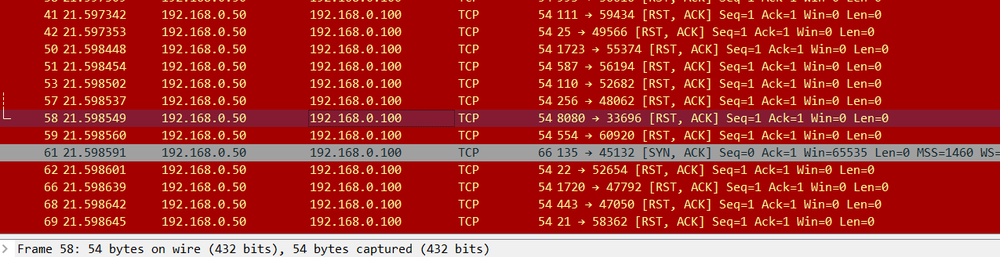 41 21.597342 192.168.0.50 192.168.0.100 TCP 54 111 → 59434 [RST, ACK] Seq=1 Ack=1 Win=0 Len=0
42 21.597353 192.168.0.50 192.168.0.100 TCP 54 25 → 49566 [RST, ACK] Seq=1 Ack=1 Win=0 Len=0
50 21.598448 192.168.0.50 192.168.0.100 TCP 54 1723 → 55374 [RST, ACK] Seq=1 Ack=1 Win=0 Len=0
51 21.598454 192.168.0.50 192.168.0.100 TCP 54 587 → 56194 [RST, ACK] Seq=1 Ack=1 Win=0 Len=0
53 21.598502 192.168.0.50 192.168.0.100 TCP 54 110 → 52682 [RST, ACK] Seq=1 Ack=1 Win=0 Len=0
57 21.598537 192.168.0.50 192.168.0.100 TCP 54 256 → 48062 [RST, ACK] Seq=1 Ack=1 Win=0 Len=0
58 21.598549 192.168.0.50 192.168.0.100 TCP 54 8080 → 33696 [RST, ACK] Seq=1 Ack=1 Win=0 Len=0
59 21.598560 192.168.0.50 192.168.0.100 TCP 54 554 → 60920 [RST, ACK] Seq=1 Ack=1 Win=0 Len=0
61 21.598591 192.168.0.50 192.168.0.100 TCP 66 135 → 45132 [SYN, ACK] Seq=0 Ack=1 Win=65535 Len=0 MSS=1460 WS=
62 21.598601 192.168.0.50 192.168.0.100 TCP 54 22 → 52654 [RST, ACK] Seq=1 Ack=1 Win=0 Len=0
66 21.598639 192.168.0.50 192.168.0.100 TCP 54 1720 → 47792 [RST, ACK] Seq=1 Ack=1 Win=0 Len=0
68 21.598642 192.168.0.50 192.168.0.100 TCP 54 443 → 47050 [RST, ACK] Seq=1 Ack=1 Win=0 Len=0
69 21.598645 192.168.0.50 192.168.0.100 TCP 54 21 → 58362 [RST, ACK] Seq=1 Ack=1 Win=0 Len=0
Frame 58: 54 bytes on wire (432 bits), 54 bytes captured (432 bits)